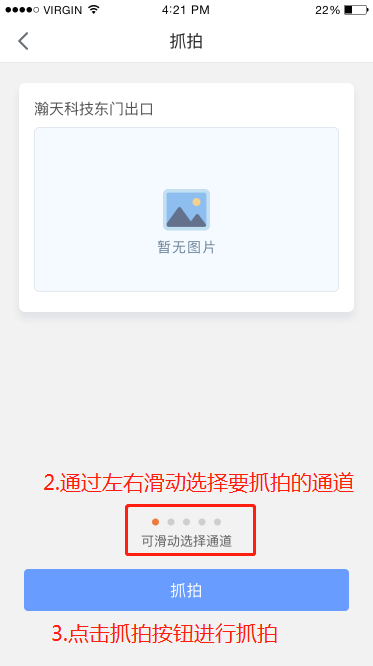 VIRGIN 4:21 PM 22%
抓拍
瀚天科技东门出口
暂无图片
2.通过左右滑动选择要抓拍的通道
可滑动选择通道
抓拍
3.点击抓拍按钮进行抓拍